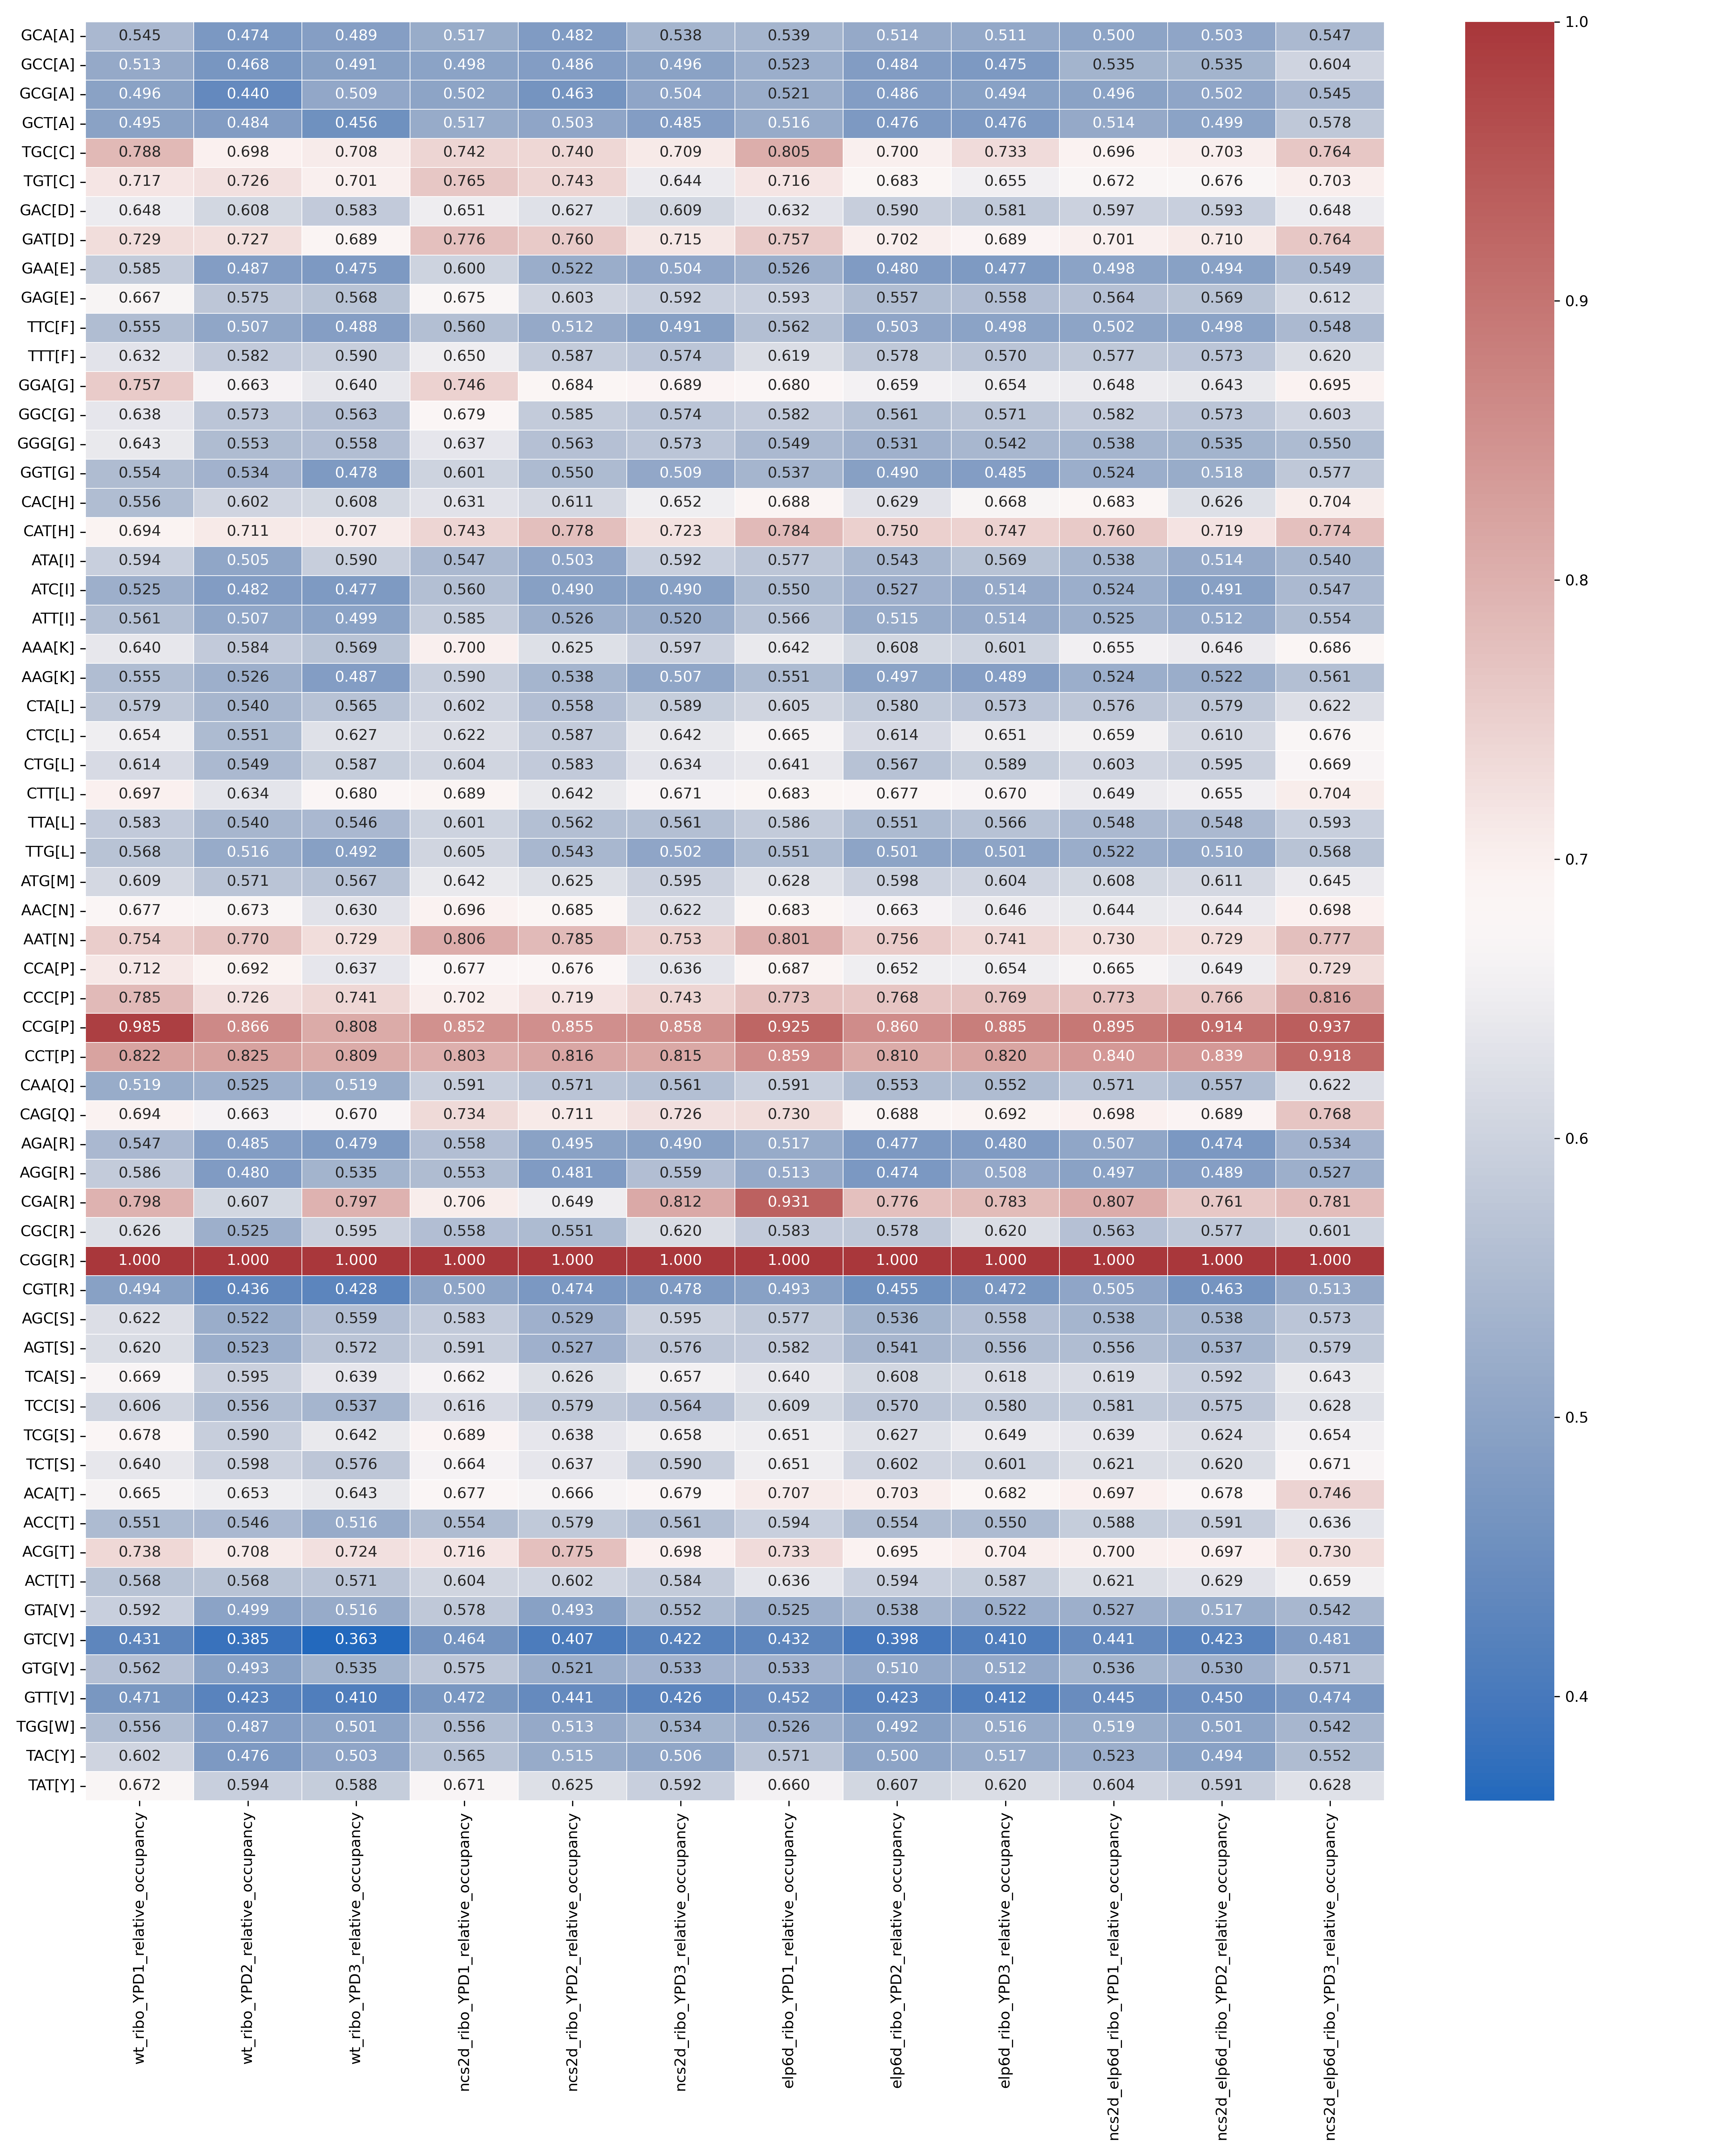 GCA[A] 0.545 0.474 0.489 0.517 0.482 0.538 0.539 0.514 0.511 0.500 0.503 0.547
GCC[A] 0.513 0.468 0.491 0.498 0.486 0.496 0.523 0.484 0.475 0.535 0.535 0.604
GCG[A] 0.496 0.440 0.509 0.502 0.463 0.504 0.521 0.486 0.494 0.496 0.502 0.545
GCT[A] 0.495 0.484 0.456 0.517 0.503 0.485 0.516 0.476 0.476 0.514 0.499 0.578
TGC[C] 0.788 0.698 0.708 0.742 0.740 0.709 0.805 0.700 0.733 0.696 0.703 0.764
TGT[C] 0.717 0.726 0.701 0.765 0.743 0.644 0.716 0.683 0.655 0.672 0.676 0.703
GAC[D] 0.648 0.608 0.583 0.651 0.627 0.609 0.632 0.590 0.581 0.597 0.593 0.648
GAT[D] 0.729 0.727 0.689 0.776 0.760 0.715 0.757 0.702 0.689 0.701 0.710 0.764
GAA[E] 0.585 0.487 0.475 0.600 0.522 0.504 0.526 0.480 0.477 0.498 0.494 0.549
GAG[E] 0.667 0.575 0.568 0.675 0.603 0.592 0.593 0.557 0.558 0.564 0.569 0.612
TTC[F] 0.555 0.507 0.488 0.560 0.512 0.491 0.562 0.503 0.498 0.502 0.498 0.548
TTT[F] 0.632 0.582 0.590 0.650 0.587 0.574 0.619 0.578 0.570 0.577 0.573 0.620
GGA[G] 0.757 0.663 0.640 0.746 0.684 0.689 0.680 0.659 0.654 0.648 0.643 0.695
GGC[G] 0.638 0.573 0.563 0.679 0.585 0.574 0.582 0.561 0.571 0.582 0.573 0.603
GGG[G] 0.643 0.553 0.558 0.637 0.563 0.573 0.549 0.531 0.542 0.538 0.535 0.550
GGT[G] 0.554 0.534 0.478 0.601 0.550 0.509 0.537 0.490 0.485 0.524 0.518 0.577
CAC[H] 0.556 0.602 0.608 0.631 0.611 0.652 0.688 0.629 0.668 0.683 0.626 0.704
CAT[H] 0.694 0.711 0.707 0.743 0.778 0.723 0.784 0.750 0.747 0.760 0.719 0.774
ATA[I] 0.594 0.505 0.590 0.547 0.503 0.592 0.577 0.543 0.569 0.538 0.514 0.540
ATC[I] 0.525 0.482 0.477 0.560 0.490 0.490 0.550 0.527 0.514 0.524 0.491 0.547
ATT[I] 0.561 0.507 0.499 0.585 0.526 0.520 0.566 0.515 0.514 0.525 0.512 0.554
AAA[K] 0.640 0.584 0.569 0.700 0.625 0.597 0.642 0.608 0.601 0.655 0.646 0.686
AAG[K] 0.555 0.526 0.487 0.590 0.538 0.507 0.551 0.497 0.489 0.524 0.522 0.561
CTA[L] 0.579 0.540 0.565 0.602 0.558 0.589 0.605 0.580 0.573 0.576 0.579 0.622
CTC[L] 0.654 0.551 0.627 0.622 0.587 0.642 0.665 0.614 0.651 0.659 0.610 0.676
CTG[L] 0.614 0.549 0.587 0.604 0.583 0.634 0.641 0.567 0.589 0.603 0.595 0.669
CTT[L] 0.697 0.634 0.680 0.689 0.642 0.671 0.683 0.677 0.670 0.649 0.655 0.704
TTA[L] 0.583 0.540 0.546 0.601 0.562 0.561 0.586 0.551 0.566 0.548 0.548 0.593
TTG[L] 0.568 0.516 0.492 0.605 0.543 0.502 0.551 0.501 0.501 0.522 0.510 0.568
ATG[M] 0.609 0.571 0.567 0.642 0.625 0.595 0.628 0.598 0.604 0.608 0.611 0.645
AAC[N] 0.677 0.673 0.630 0.696 0.685 0.622 0.683 0.663 0.646 0.644 0.644 0.698
AAT[N] 0.754 0.770 0.729 0.806 0.785 0.753 0.801 0.756 0.741 0.730 0.729 0.777
CCA[P] 0.712 0.692 0.637 0.677 0.676 0.636 0.687 0.652 0.654 0.665 0.649 0.729
CCC[P] 0.785 0.726 0.741 0.702 0.719 0.743 0.773 0.768 0.769 0.773 0.766 0.816
CCG[P] 0.985 0.866 0.808 0.852 0.855 0.858 0.925 0.860 0.885 0.895 0.914 0.937
CCT[P] 0.822 0.825 0.809 0.803 0.816 0.815 0.859 0.810 0.820 0.840 0.839 0.918
CAA[Q] 0.519 0.525 0.519 0.591 0.571 0.561 0.591 0.553 0.552 0.571 0.557 0.622
CAG[Q] 0.694 0.663 0.670 0.734 0.711 0.726 0.730 0.688 0.692 0.698 0.689 0.768
AGA[R] 0.547 0.485 0.479 0.558 0.495 0.490 0.517 0.477 0.480 0.507 0.474 0.534
AGG[R] 0.586 0.480 0.535 0.553 0.481 0.559 0.513 0.474 0.508 0.497 0.489 0.527
CGA[R] 0.798 0.607 0.797 0.706 0.649 0.812 0.931 0.776 0.783 0.807 0.761 0.781
CGC[R] 0.626 0.525 0.595 0.558 0.551 0.620 0.583 0.578 0.620 0.563 0.577 0.601
CGG[R] 1.000 1.000 1.000 1.000 1.000 1.000 1.000 1.000 1.000 1.000 1.000 1.000
CGT[R] 0.494 0.436 0.428 0.500 0.474 0.478 0.493 0.455 0.472 0.505 0.463 0.513
AGC[S] 0.622 0.522 0.559 0.583 0.529 0.595 0.577 0.536 0.558 0.538 0.538 0.573
AGT[S] 0.620 0.523 0.572 0.591 0.527 0.576 0.582 0.541 0.556 0.556 0.537 0.579
TCA[S] 0.669 0.595 0.639 0.662 0.626 0.657 0.640 0.608 0.618 0.619 0.592 0.643
TCC[S] 0.606 0.556 0.537 0.616 0.579 0.564 0.609 0.570 0.580 0.581 0.575 0.628
TCG[S] 0.678 0.590 0.642 0.689 0.638 0.658 0.651 0.627 0.649 0.639 0.624 0.654
TCT[S] 0.640 0.598 0.576 0.664 0.637 0.590 0.651 0.602 0.601 0.621 0.620 0.671
ACA[T] 0.665 0.653 0.643 0.677 0.666 0.679 0.707 0.703 0.682 0.697 0.678 0.746
ACC[T] 0.551 0.546 0.516 0.554 0.579 0.561 0.594 0.554 0.550 0.588 0.591 0.636
ACG[T] 0.738 0.708 0.724 0.716 0.775 0.698 0.733 0.695 0.704 0.700 0.697 0.730
ACT[T] 0.568 0.568 0.571 0.604 0.602 0.584 0.636 0.594 0.587 0.621 0.629 0.659
GTA[V] 0.592 0.499 0.516 0.578 0.493 0.552 0.525 0.538 0.522 0.527 0.517 0.542
GTC[V] 0.431 0.385 0.363 0.464 0.407 0.422 0.432 0.398 0.410 0.441 0.423 0.481
GTG[V] 0.562 0.493 0.535 0.575 0.521 0.533 0.533 0.510 0.512 0.536 0.530 0.571
GTT[V] 0.471 0.423 0.410 0.472 0.441 0.426 0.452 0.423 0.412 0.445 0.450 0.474
TGG[W] 0.556 0.487 0.501 0.556 0.513 0.534 0.526 0.492 0.516 0.519 0.501 0.542
TAC[Y] 0.602 0.476 0.503 0.565 0.515 0.506 0.571 0.500 0.517 0.523 0.494 0.552
TAT[Y] 0.672 0.594 0.588 0.671 0.625 0.592 0.660 0.607 0.620 0.604 0.591 0.628
wt_ribo_YPD1_relative_occupancy
wt_ribo_YPD2_relative_occupancy
wt_ribo_YPD3_relative_occupancy
ncs2d_ribo_YPD1_relative_occupancy
ncs2d_ribo_YPD2_relative_occupancy
ncs2d_ribo_YPD3_relative_occupancy
elp6d_ribo_YPD1_relative_occupancy
elp6d_ribo_YPD2_relative_occupancy
elp6d_ribo_YPD3_relative_occupancy
ncs2d_elp6d_ribo_YPD1_relative_occupancy
ncs2d_elp6d_ribo_YPD2_relative_occupancy
ncs2d_elp6d_ribo_YPD3_relative_occupancy
1.0
0.9
0.8
0.7
0.6
0.5
0.4